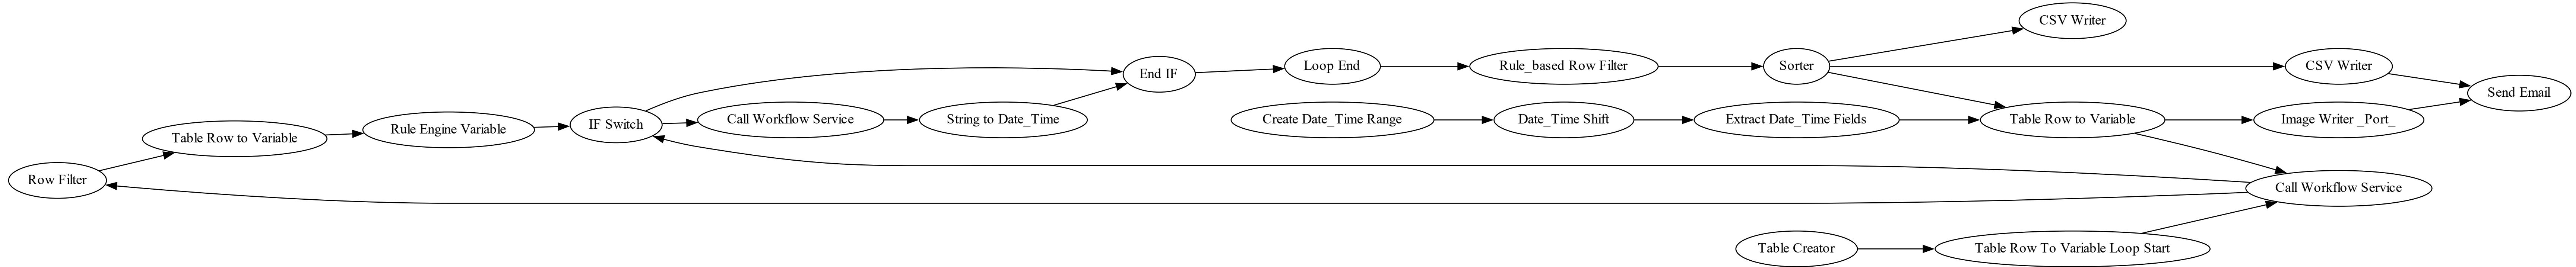 CSV Writer
End IF
Loop End
Rule_based Row Filter
Sorter
CSV Writer
Send Email
Table Row to Variable
Rule Engine Variable
IF Switch
Call Workflow Service
String to Date_Time
Create Date_Time Range
Date_Time Shift
Extract Date_Time Fields
Table Row to Variable
Image Writer _Port_
Row Filter
Call Workflow Service
Table Creator
Table Row To Variable Loop Start